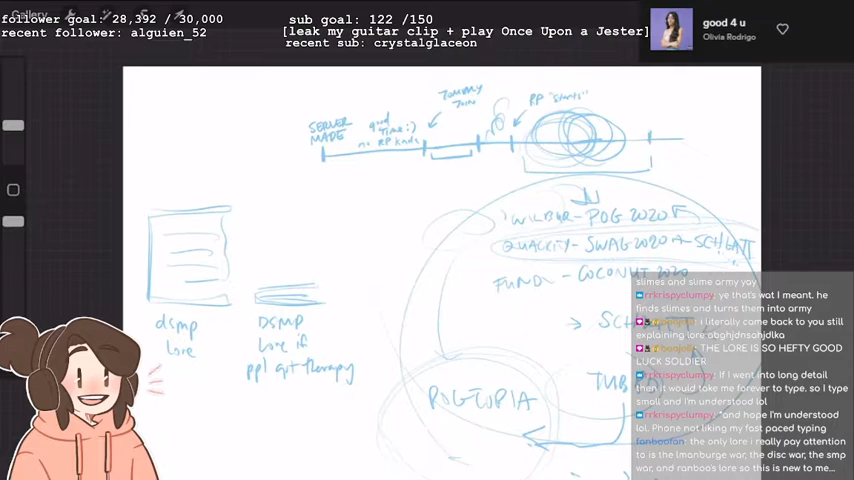 Gallery
follower goal: 28,392 / 30,000
recent follower: alguien_52
sub goal: 122 /150
[leak my guitar clip + play Once Upon a Jester]
recent sub: crystalglaceon
good 4 u
Olivia Rodrigo
SERVER
MADE
good
time :)
no RP kinda
TOMMY
JOIN
RP "starts"
WILBUR - POG 2020
QUACKITY - SWAG 2020 SCHLATT
FUNDY - COCONUT 2020
POGTOPIA
dsmp
lore
DSMP
lore if
ppl got therapy
slimes and slime army yay
rrkrispyclumpy: ye that's wat I meant. he
finds slimes and turns them into army
i literally came back to you still
explaining lore abghjdnsohjdlka
THE LORE IS SO HEFTY GOOD
LUCK SOLDIER
rrkrispyclumpy: If I went into long detail
then it would take me forever to type. so I type
small and I'm understood lol
rrkrispyclumpy: *and hope I'm understood
lol. Phone not liking my fast paced typing
fanboofan: the only lore i really pay attention
to is the lmanburge war, the disc war, the smp
war, and ranboo's lore so this is new to me...